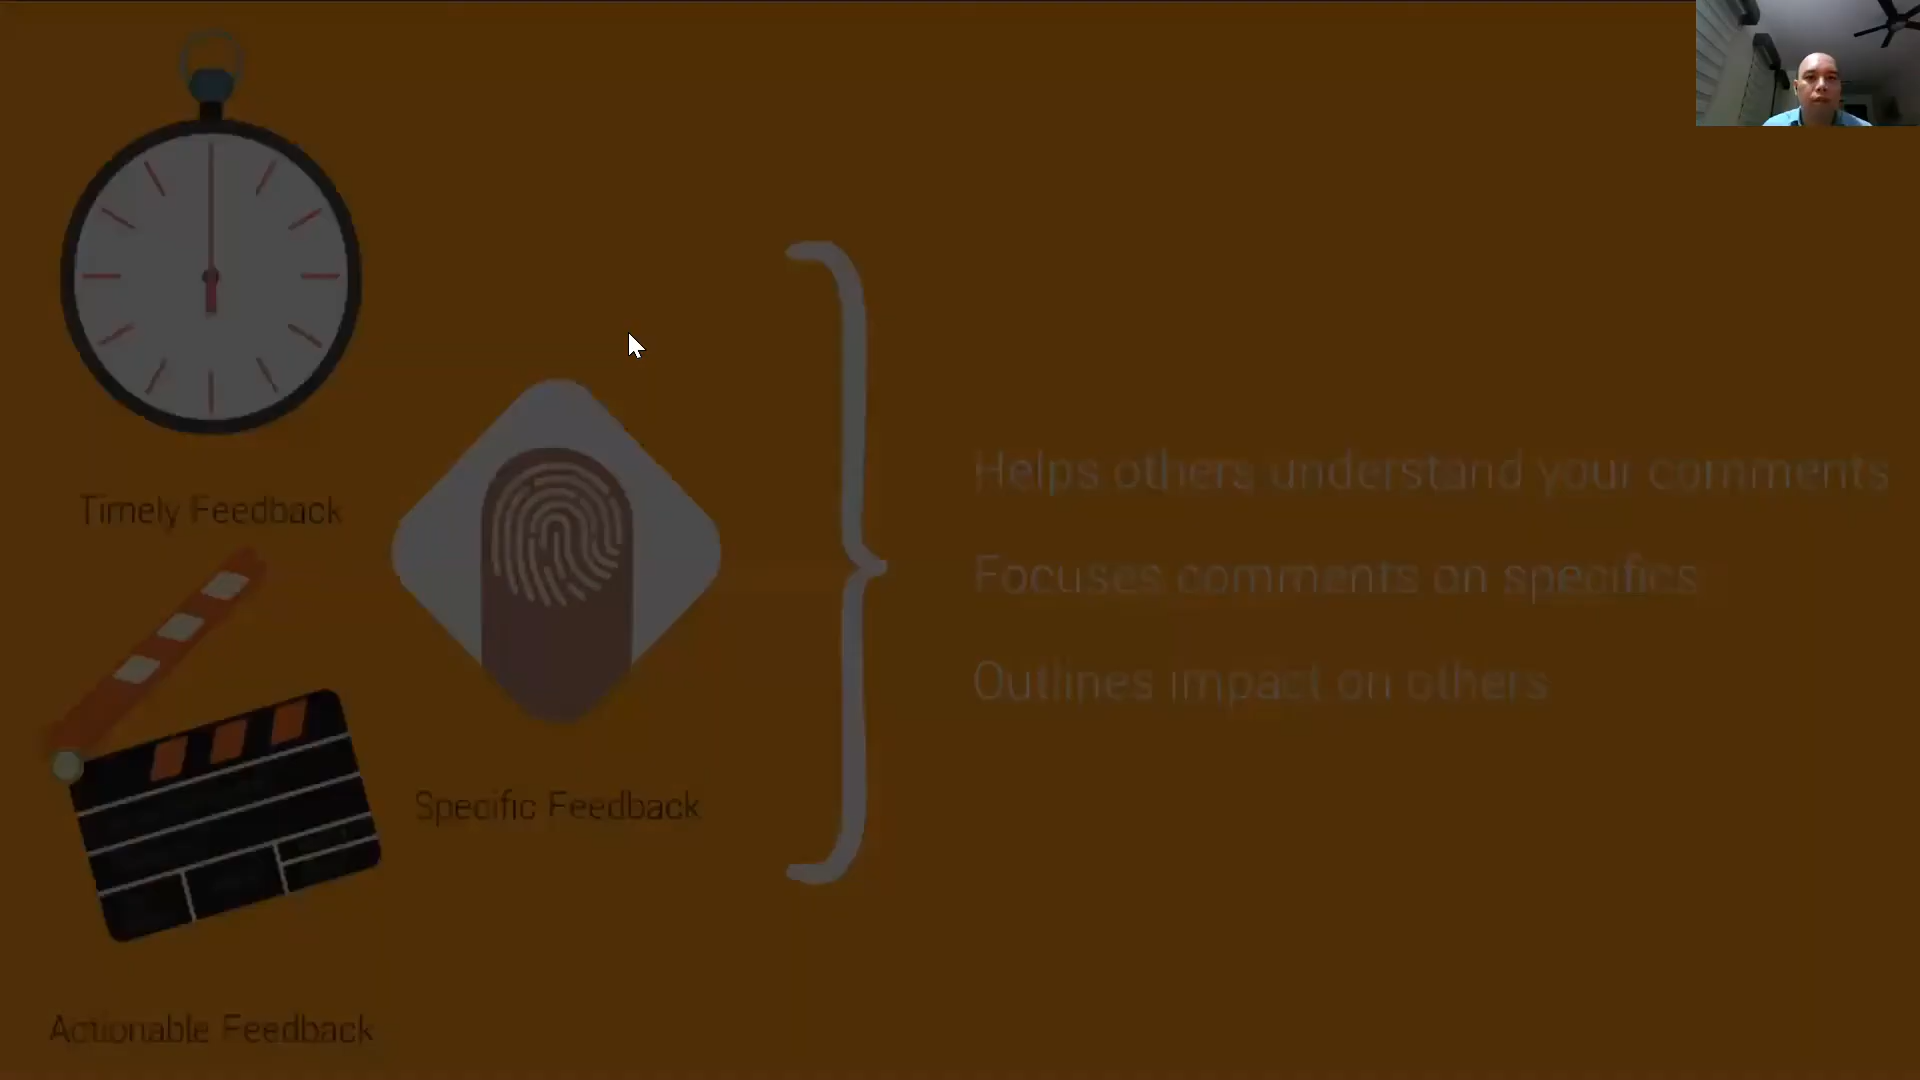 Timely Feedback
Actionable Feedback
Specific Feedback
Helps others understand your comments
Focuses comments on specifics
Outlines impact on others